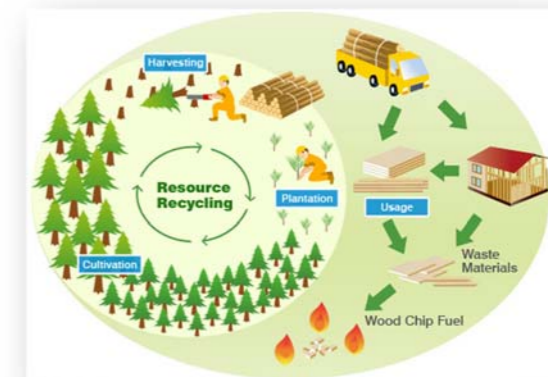 Harvesting
Resource
Recycling
Plantation
Usage
Cultivation
Waste
Materials
Wood Chip Fuel